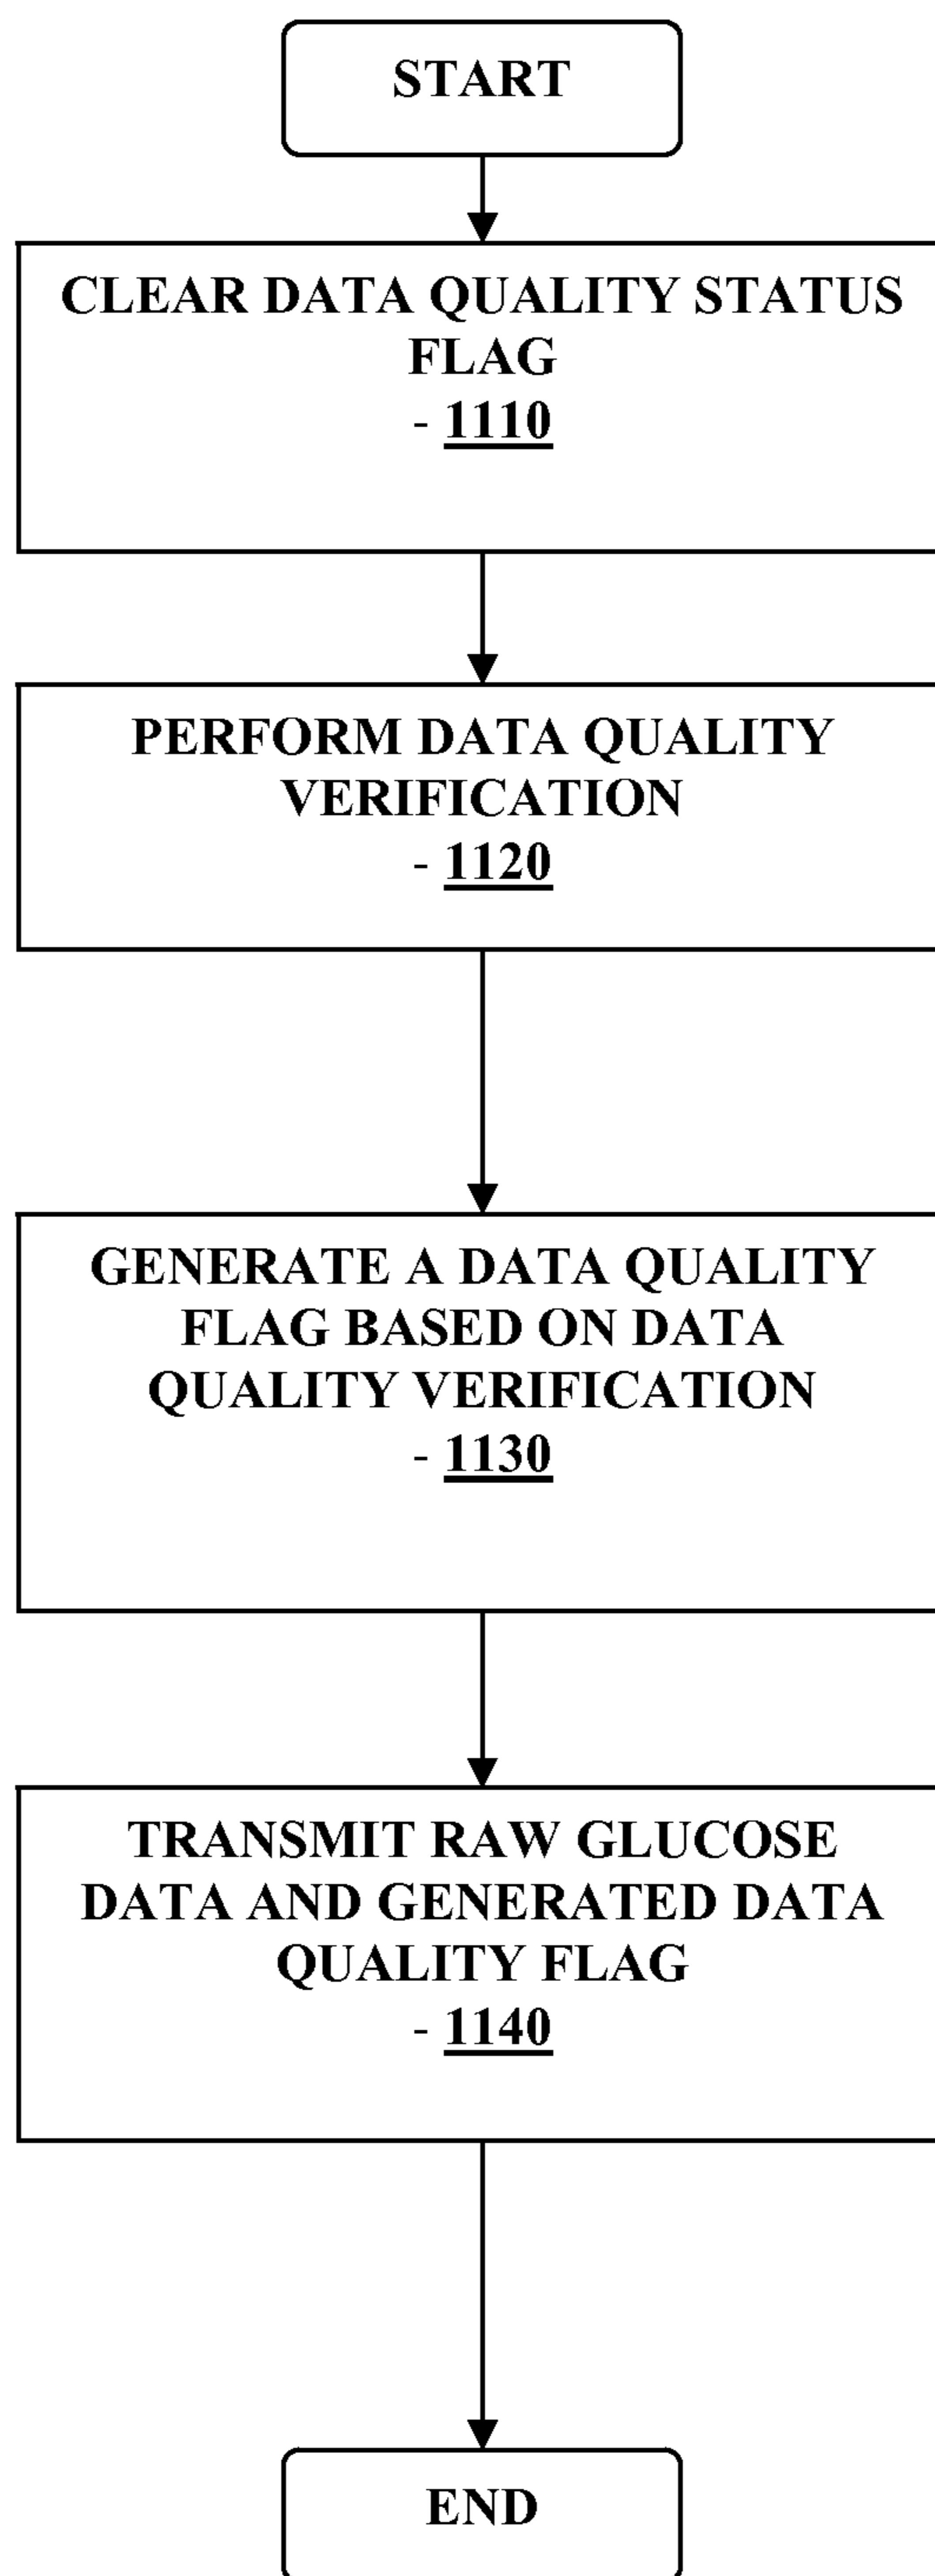 START
CLEAR DATA QUALITY STATUS
FLAG
- 1110
PERFORM DATA QUALITY
VERIFICATION
- 1120
GENERATE A DATA QUALITY
FLAG BASED ON DATA
QUALITY VERIFICATION
- 1130
TRANSMIT RAW GLUCOSE
DATA AND GENERATED DATA
QUALITY FLAG
- 1140
END